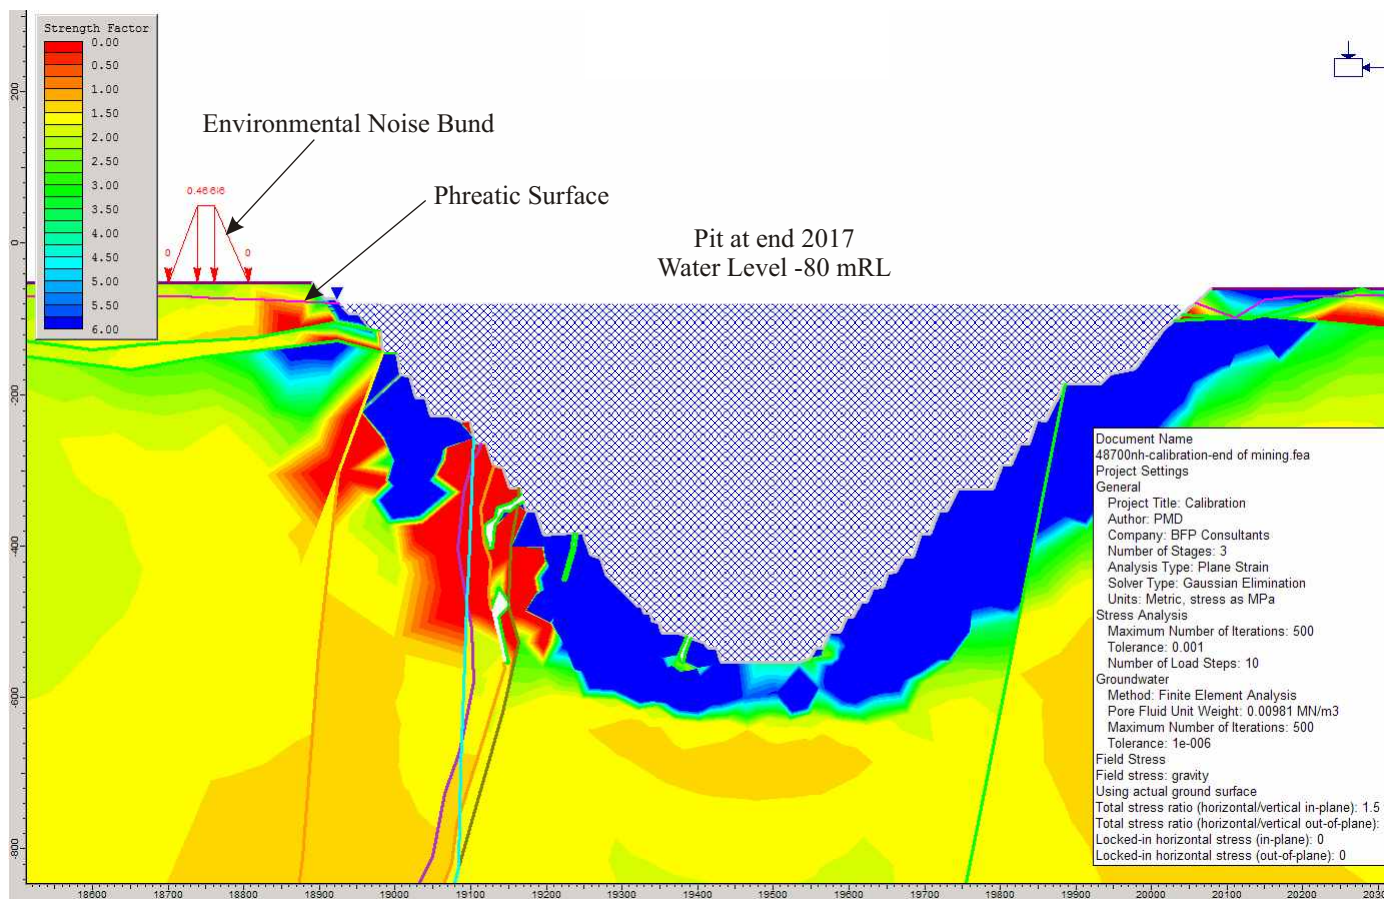 Strength Factor
0.00
0.50
1.00
1.50
2.00
2.50
3.00
3.50
4.00
4.50
5.00
5.50
6.00
Environmental Noise Bund
Phreatic Surface
0
0
Pit at end 2017
Water Level -80 mRL
200
0
-200
-400
-600
-800
Document Name
48700nh-calibration-end of mining.fea
Project Settings
General
Project Title: Calibration
Author: PMD
Company: BFP Consultants
Number of Stages: 3
Analysis Type: Plane Strain
Solver Type: Gaussian Elimination
Units: Metric, stress as MPa
Stress Analysis
Maximum Number of Iterations: 500
Tolerance: 0.001
Number of Load Steps: 10
Groundwater
Method: Finite Element Analysis
Pore Fluid Unit Weight: 0.00981 MN/m3
Maximum Number of Iterations: 500
Tolerance: 1e-006
Field Stress
Field stress: gravity
Using actual ground surface
Total stress ratio (horizontal/vertical in-plane): 1.5
Total stress ratio (horizontal/vertical out-of-plane):
Locked-in horizontal stress (in-plane): 0
Locked-in horizontal stress (out-of-plane): 0
18600 18700 18800 18900 19000 19100 19200 19300 19400 19500 19600 19700 19800 19900 20000 20100 20200